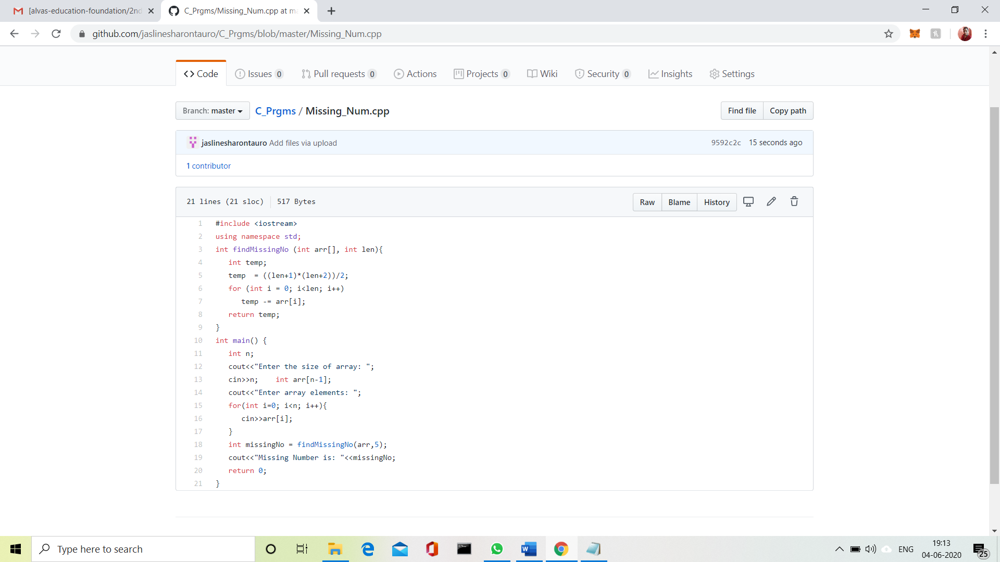 [alvas-education-foundation/2nd
C_Prgms/Missing_Num.cpp at ma
github.com/jaslinesharontauro/C_Prgms/blob/master/Missing_Num.cpp
Code Issues 0 Pull requests 0 Actions Projects 0 Wiki Security 0 Insights Settings
Branch: master C_Prgms / Missing_Num.cpp Find file Copy path
jaslinesharontauro Add files via upload 9592c2c 15 seconds ago
1 contributor
21 lines (21 sloc) 517 Bytes Raw Blame History
1 #include <iostream>
2 using namespace std;
3 int findMissingNo (int arr[], int len){
4 int temp;
5 temp  = ((len+1)*(len+2))/2;
6 for (int i = 0; i<len; i++)
7 temp -= arr[i];
8 return temp;
9 }
10 int main() {
11 int n;
12 cout<<"Enter the size of array: ";
13 cin>>n;    int arr[n-1];
14 cout<<"Enter array elements: ";
15 for(int i=0; i<n; i++){
16 cin>>arr[i];
17 }
18 int missingNo = findMissingNo(arr,5);
19 cout<<"Missing Number is: "<<missingNo;
20 return 0;
21 }
Type here to search
ENG
19:13
04-06-2020
25